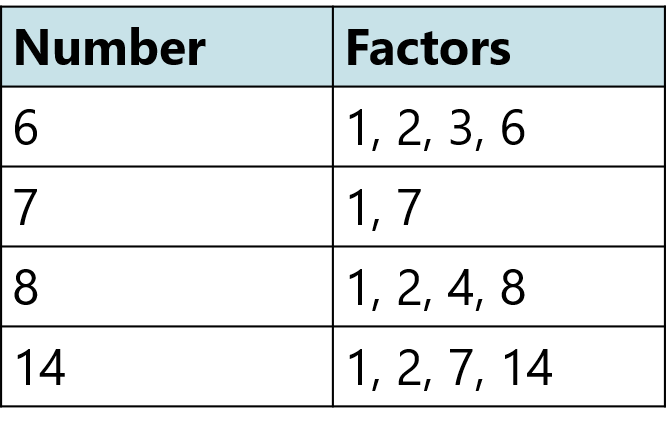 Number Factors
6 1, 2, 3, 6
7 1, 7
8 1, 2, 4, 8
14 1, 2, 7, 14